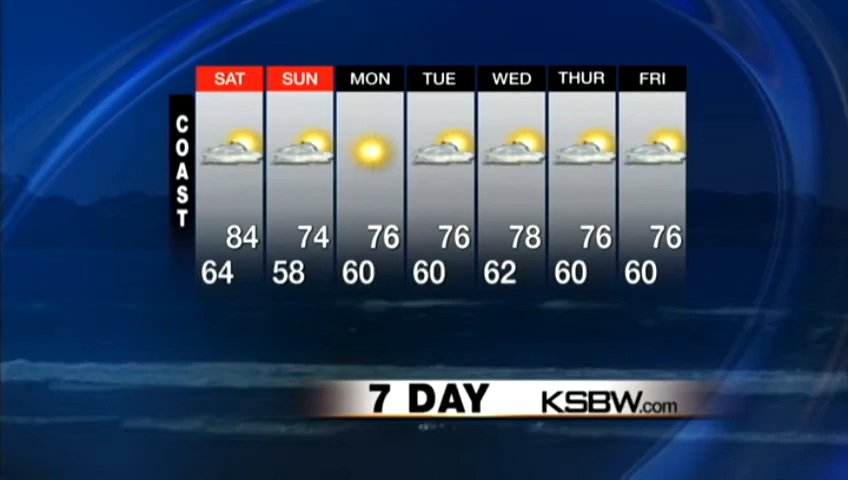 SAT SUN MON TUE WED THUR FRI
COAST
84 74 76 76 78 76 76
64 58 60 60 62 60 60
7 DAY KSBW.com